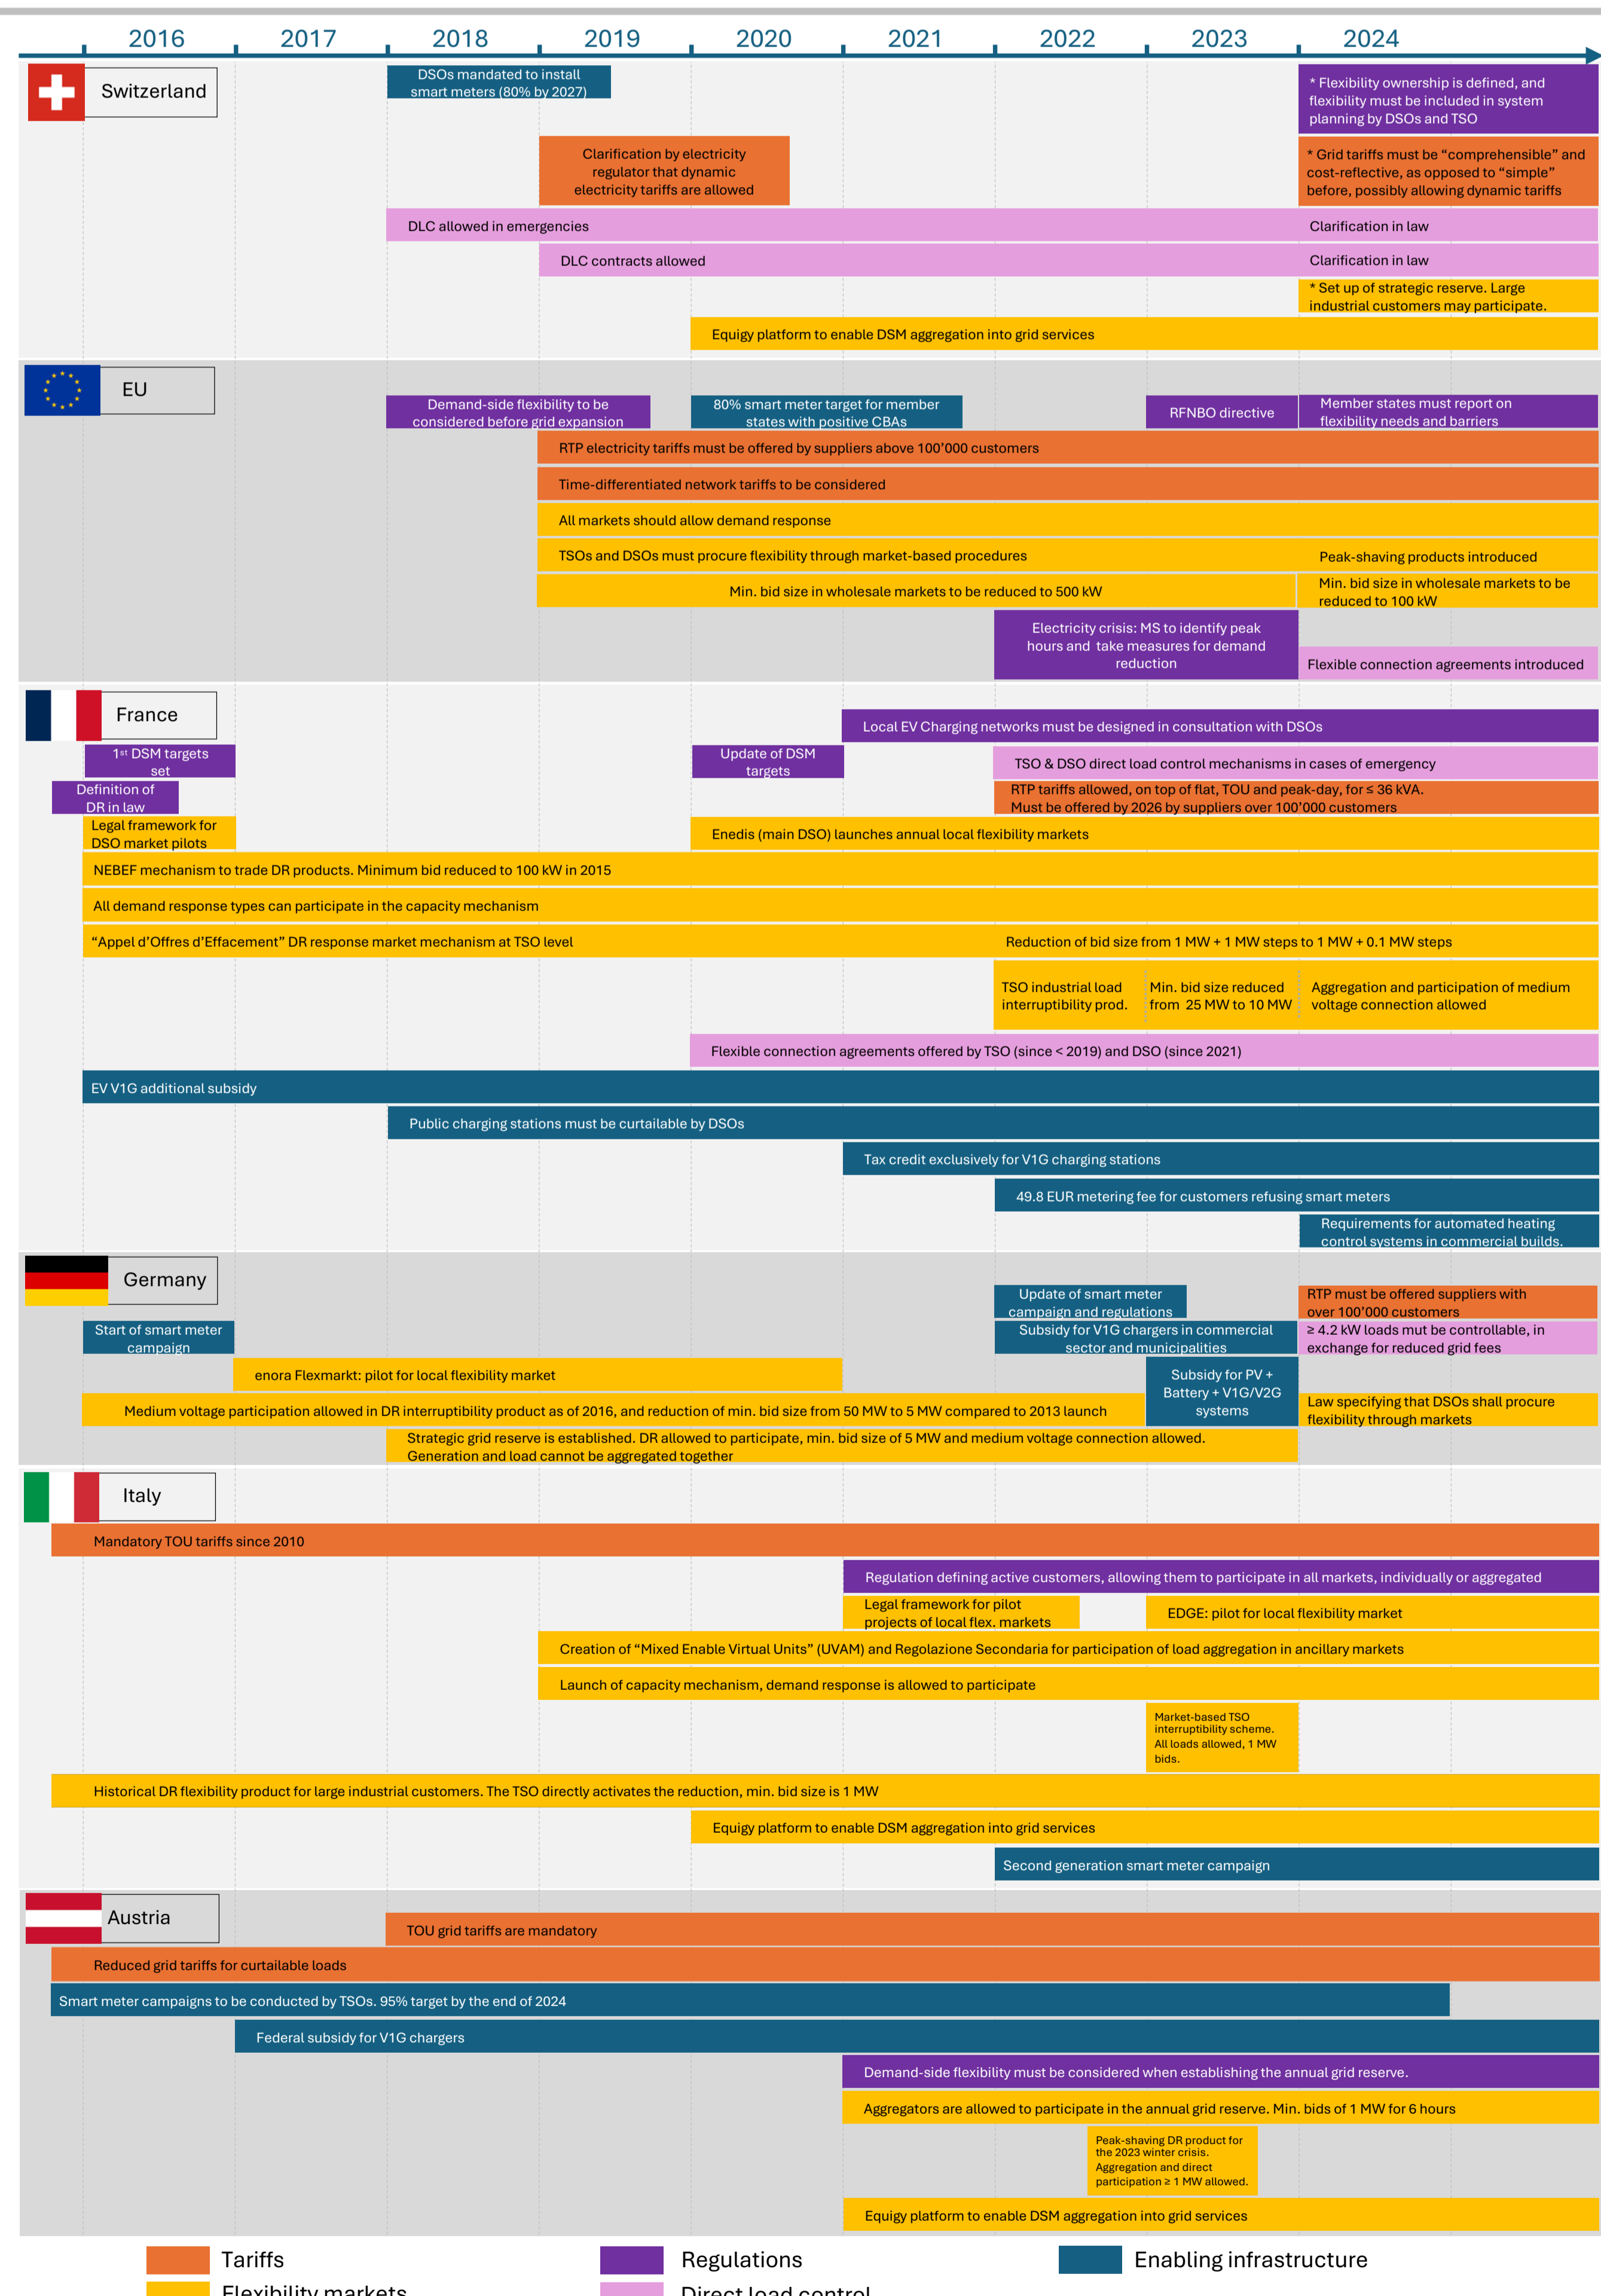 2016 2017 2018 2019 2020 2021 2022 2023 2024
Switzerland
DSOs mandated to install
smart meters (80% by 2027)
* Flexibility ownership is defined, and
flexibility must be included in system
planning by DSOs and TSO
Clarification by electricity
regulator that dynamic
electricity tariffs are allowed
* Grid tariffs must be “comprehensible” and
cost-reflective, as opposed to “simple”
before, possibly allowing dynamic tariffs
DLC allowed in emergencies
Clarification in law
DLC contracts allowed
Clarification in law
* Set up of strategic reserve. Large
industrial customers may participate.
Equigy platform to enable DSM aggregation into grid services
EU
Demand-side flexibility to be
considered before grid expansion
80% smart meter target for member
states with positive CBAs
RFNBO directive
Member states must report on
flexibility needs and barriers
RTP electricity tariffs must be offered by suppliers above 100’000 customers
Time-differentiated network tariffs to be considered
All markets should allow demand response
TSOs and DSOs must procure flexibility through market-based procedures
Peak-shaving products introduced
Min. bid size in wholesale markets to be reduced to 500 kW
Min. bid size in wholesale markets to be
reduced to 100 kW
Electricity crisis: MS to identify peak
hours and take measures for demand
reduction
Flexible connection agreements introduced
France
Local EV Charging networks must be designed in consultation with DSOs
1st DSM targets
set
Update of DSM
targets
TSO & DSO direct load control mechanisms in cases of emergency
Definition of
DR in law
RTP tariffs allowed, on top of flat, TOU and peak-day, for ≤ 36 kVA.
Must be offered by 2026 by suppliers over 100’000 customers
Legal framework for
DSO market pilots
Enedis (main DSO) launches annual local flexibility markets
NEBEF mechanism to trade DR products. Minimum bid reduced to 100 kW in 2015
All demand response types can participate in the capacity mechanism
“Appel d’Offres d’Effacement” DR response market mechanism at TSO level
Reduction of bid size from 1 MW + 1 MW steps to 1 MW + 0.1 MW steps
TSO industrial load
interruptibility prod.
Min. bid size reduced
from 25 MW to 10 MW
Aggregation and participation of medium
voltage connection allowed
Flexible connection agreements offered by TSO (since < 2019) and DSO (since 2021)
EV V1G additional subsidy
Public charging stations must be curtailable by DSOs
Tax credit exclusively for V1G charging stations
49.8 EUR metering fee for customers refusing smart meters
Requirements for automated heating
control systems in commercial builds.
Germany
Update of smart meter
campaign and regulations
RTP must be offered suppliers with
over 100’000 customers
Start of smart meter
campaign
Subsidy for V1G chargers in commercial
sector and municipalities
≥ 4.2 kW loads mut be controllable, in
exchange for reduced grid fees
enora Flexmarkt: pilot for local flexibility market
Subsidy for PV +
Battery + V1G/V2G
systems
Medium voltage participation allowed in DR interruptibility product as of 2016, and reduction of min. bid size from 50 MW to 5 MW compared to 2013 launch
Law specifying that DSOs shall procure
flexibility through markets
Strategic grid reserve is established. DR allowed to participate, min. bid size of 5 MW and medium voltage connection allowed.
Generation and load cannot be aggregated together
Italy
Mandatory TOU tariffs since 2010
Regulation defining active customers, allowing them to participate in all markets, individually or aggregated
Legal framework for pilot
projects of local flex. markets
EDGE: pilot for local flexibility market
Creation of “Mixed Enable Virtual Units” (UVAM) and Regolazione Secondaria for participation of load aggregation in ancillary markets
Launch of capacity mechanism, demand response is allowed to participate
Market-based TSO
interruptibility scheme.
All loads allowed, 1 MW
bids.
Historical DR flexibility product for large industrial customers. The TSO directly activates the reduction, min. bid size is 1 MW
Equigy platform to enable DSM aggregation into grid services
Second generation smart meter campaign
Austria
TOU grid tariffs are mandatory
Reduced grid tariffs for curtailable loads
Smart meter campaigns to be conducted by TSOs. 95% target by the end of 2024
Federal subsidy for V1G chargers
Demand-side flexibility must be considered when establishing the annual grid reserve.
Aggregators are allowed to participate in the annual grid reserve. Min. bids of 1 MW for 6 hours
Peak-shaving DR product for
the 2023 winter crisis.
Aggregation and direct
participation ≥ 1 MW allowed.
Equigy platform to enable DSM aggregation into grid services
Tariffs
Regulations
Enabling infrastructure
Flexibility markets
Direct load control